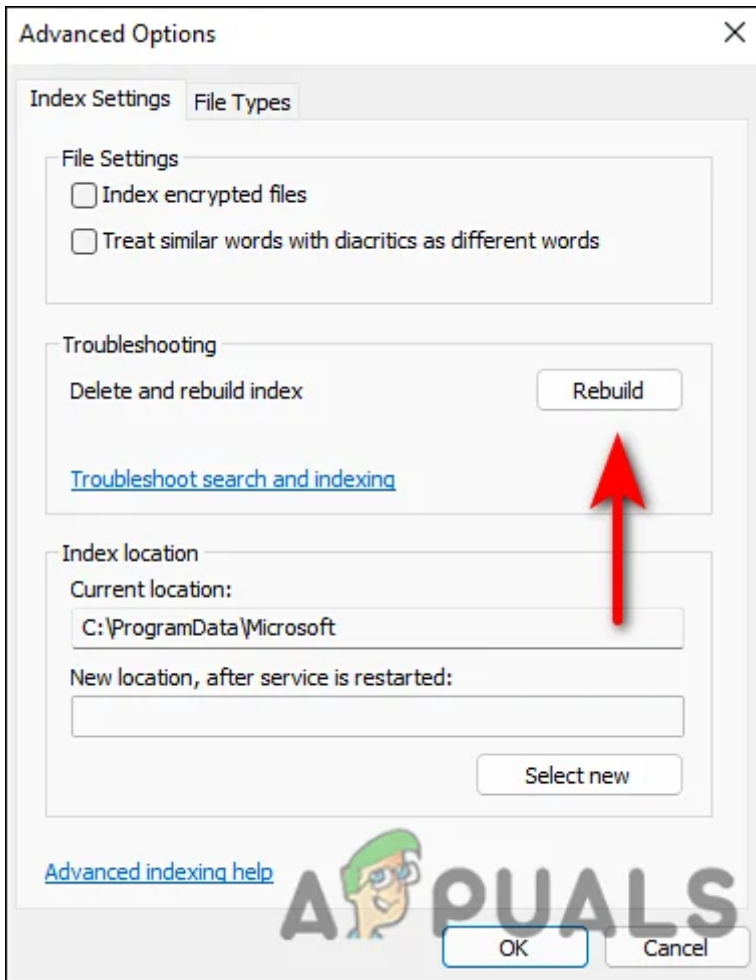 Advanced Options
Index Settings
File Types
File Settings
Index encrypted files
Treat similar words with diacritics as different words
Troubleshooting
Delete and rebuild index
Rebuild
Troubleshoot search and indexing
Index location
Current location:
C:\ProgramData\Microsoft
New location, after service is restarted:
Select new
Advanced indexing help
APPUALS
OK
Cancel